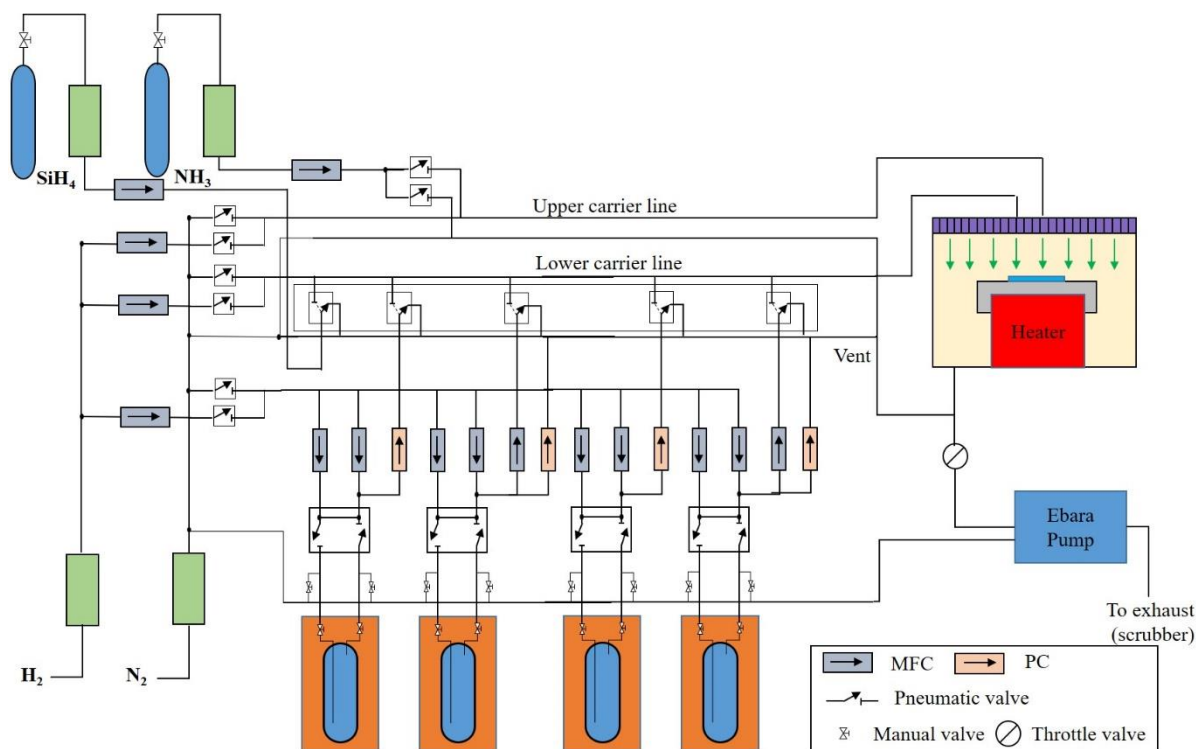 SiH4
NH3
Upper carrier line
Lower carrier line
Heater
Vent
Ebara
Pump
To exhaust
(scrubber)
H2
N2
MFC
PC
Pneumatic valve
Manual valve
Throttle valve